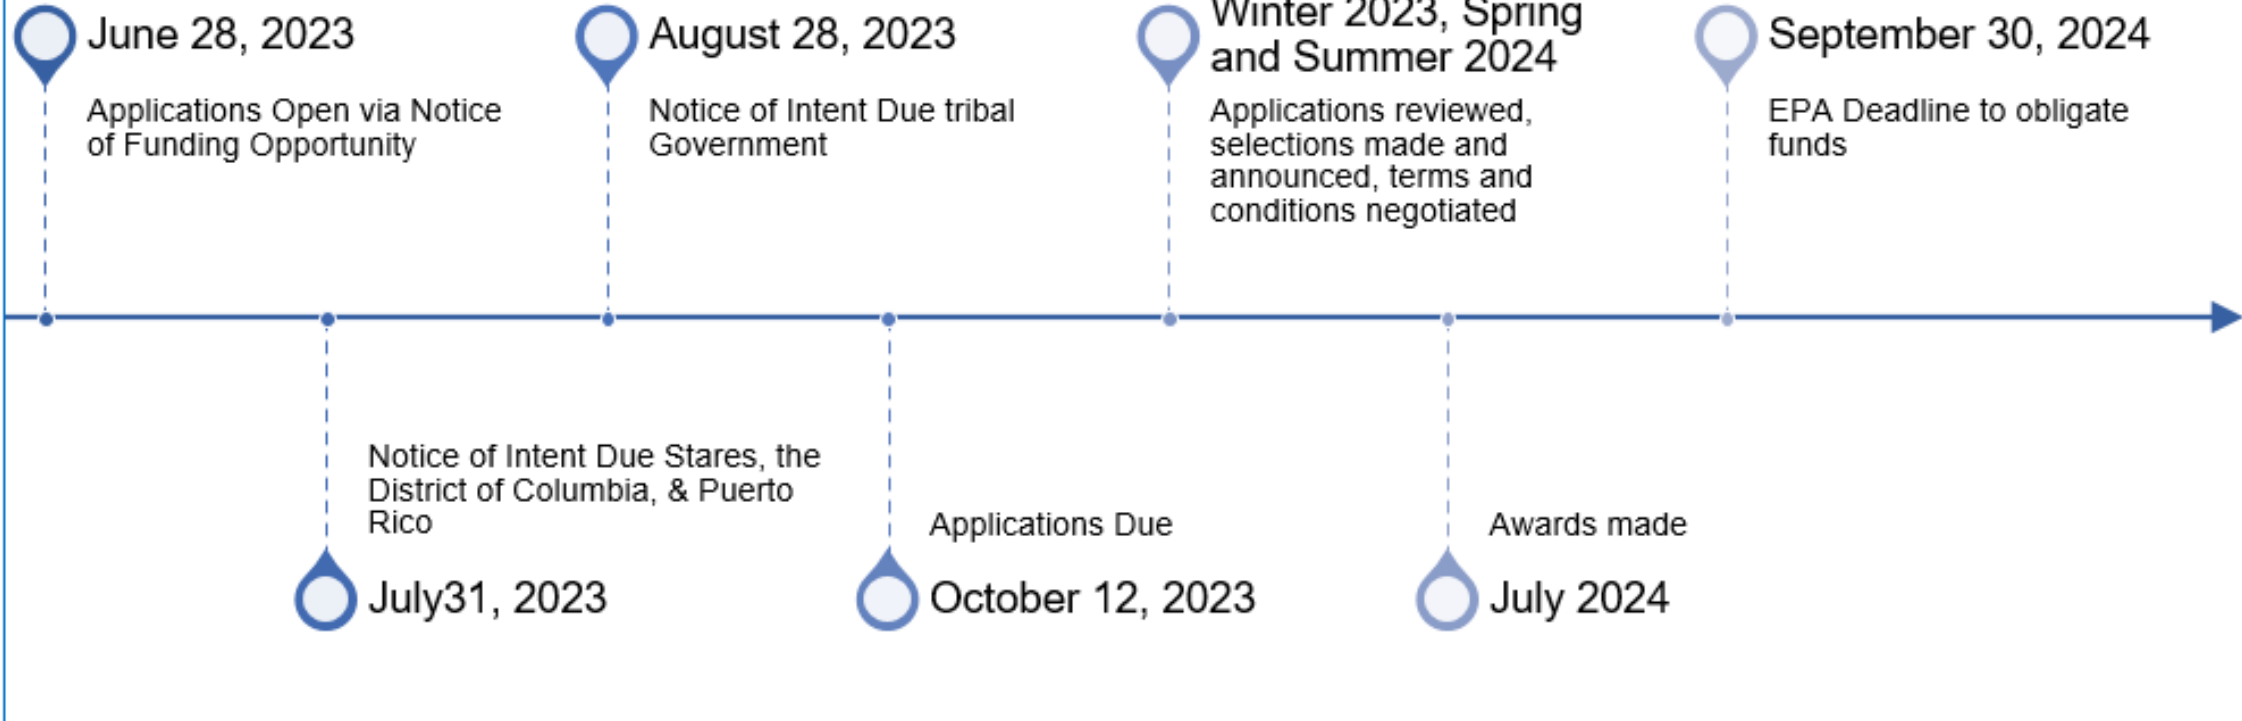 June 28, 2023
Applications Open via Notice
of Funding Opportunity
August 28, 2023
Notice of Intent Due tribal
Government
Winter 2023, Spring
and Summer 2024
Applications reviewed,
selections made and
announced, terms and
conditions negotiated
September 30, 2024
EPA Deadline to obligate
funds
Notice of Intent Due Stares, the
District of Columbia, & Puerto
Rico
July31, 2023
Applications Due
October 12, 2023
Awards made
July 2024